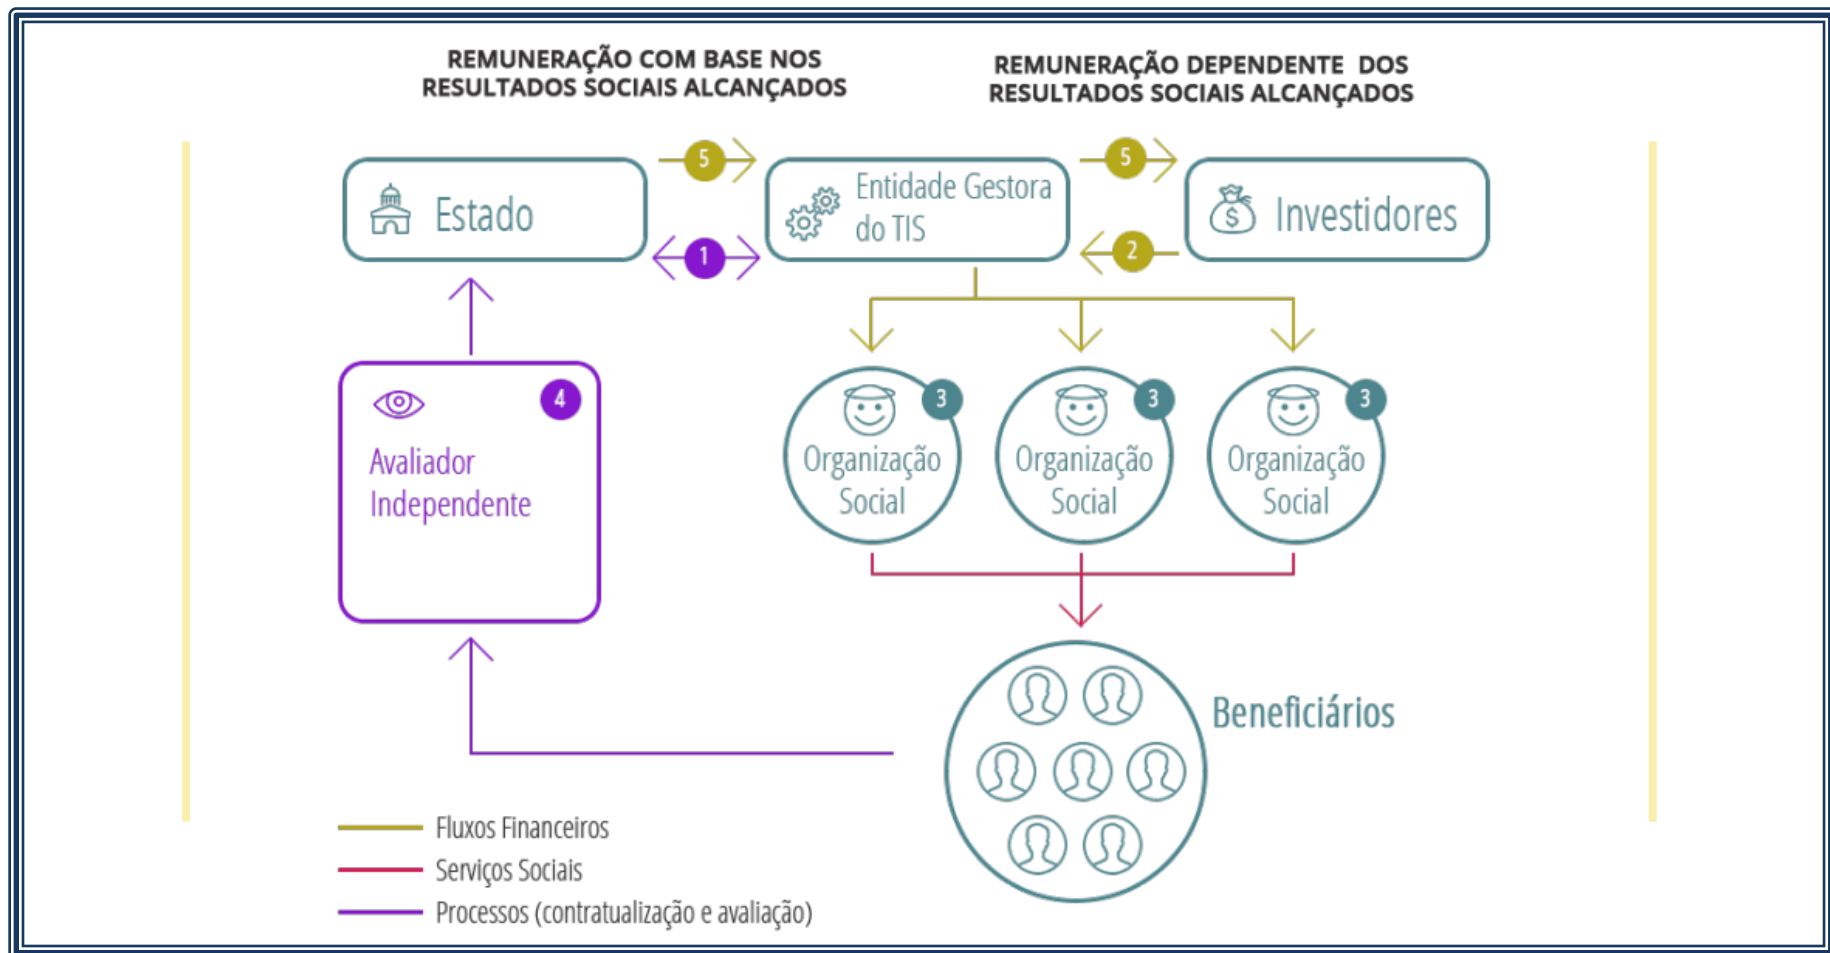 REMUNERAÇÃO COM BASE NOS
RESULTADOS SOCIAIS ALCANÇADOS
REMUNERAÇÃO DEPENDENTE DOS
RESULTADOS SOCIAIS ALCANÇADOS
Estado
5
1
Entidade Gestora
do TIS
5
2
$
Investidores
4
Avaliador
Independente
3
Organização
Social
3
Organização
Social
3
Organização
Social
Beneficiários
Fluxos Financeiros
Serviços Sociais
Processos (contratualização e avaliação)